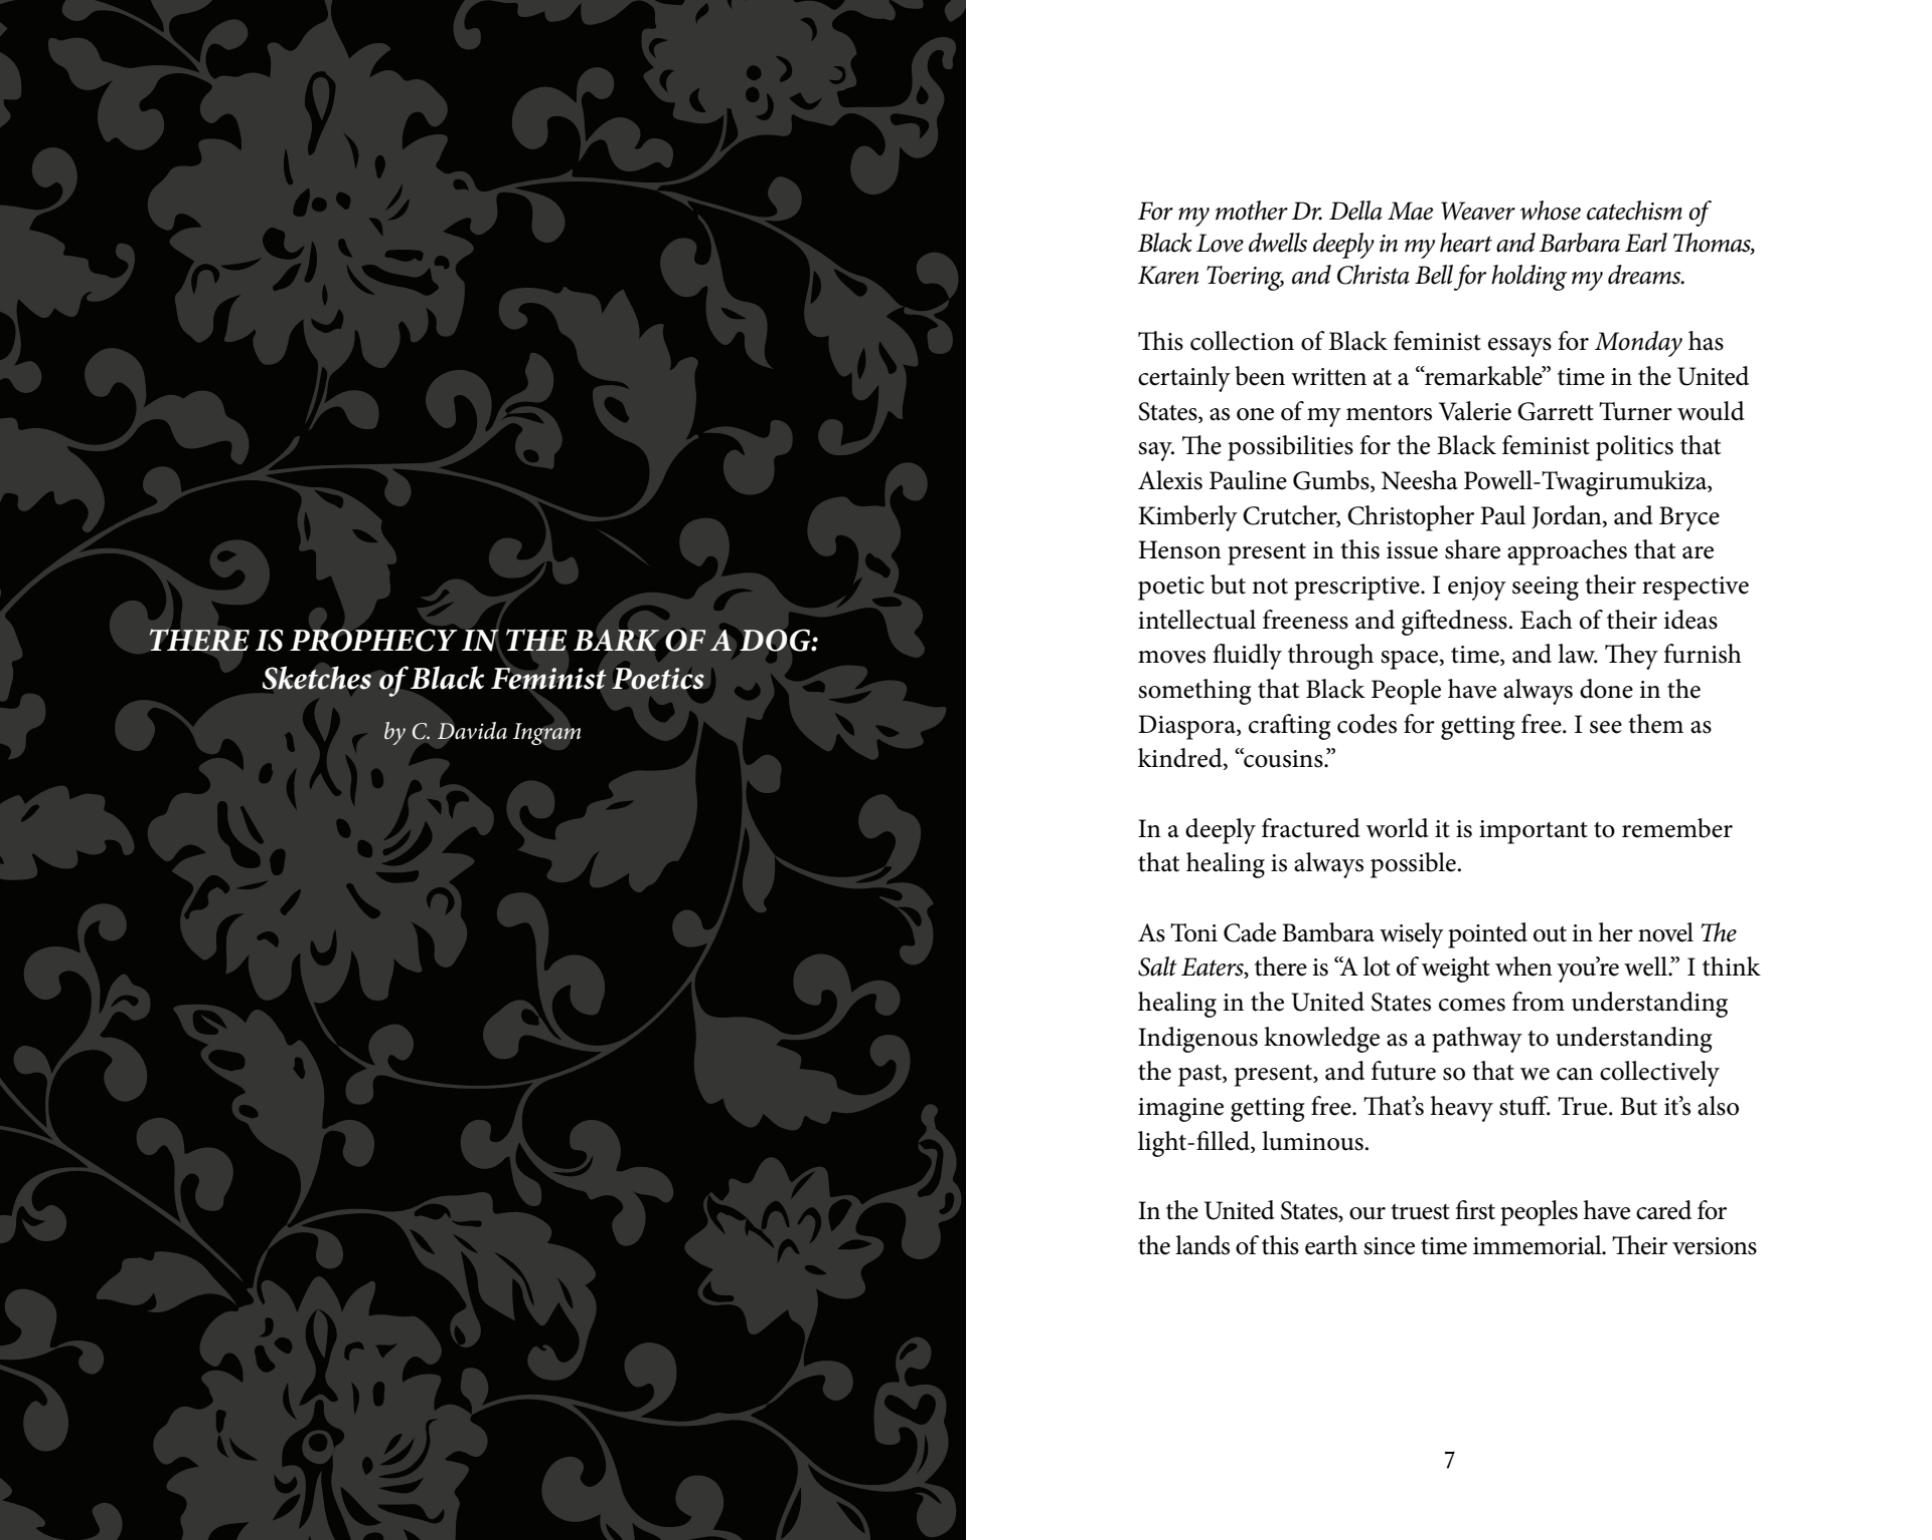 THERE IS PROPHECY IN THE BARK OF A DOG:
Sketches of Black Feminist Poetics
by C. Davida Ingram
For my mother Dr. Della Mae Weaver whose catechism of
Black Love dwells deeply in my heart and Barbara Earl Thomas,
Karen Toering, and Christa Bell for holding my dreams.
This collection of Black feminist essays for Monday has
certainly been written at a “remarkable” time in the United
States, as one of my mentors Valerie Garrett Turner would
say. The possibilities for the Black feminist politics that
Alexis Pauline Gumbs, Neesha Powell-Twagirumukiza,
Kimberly Crutcher, Christopher Paul Jordan, and Bryce
Henson present in this issue share approaches that are
poetic but not prescriptive. I enjoy seeing their respective
intellectual freeness and giftedness. Each of their ideas
moves fluidly through space, time, and law. They furnish
something that Black People have always done in the
Diaspora, crafting codes for getting free. I see them as
kindred, “cousins.”
In a deeply fractured world it is important to remember
that healing is always possible.
As Toni Cade Bambara wisely pointed out in her novel The
Salt Eaters, there is “A lot of weight when you’re well.” I think
healing in the United States comes from understanding
Indigenous knowledge as a pathway to understanding
the past, present, and future so that we can collectively
imagine getting free. That’s heavy stuff. True. But it’s also
light-filled, luminous.
In the United States, our truest first peoples have cared for
the lands of this earth since time immemorial. Their versions
7